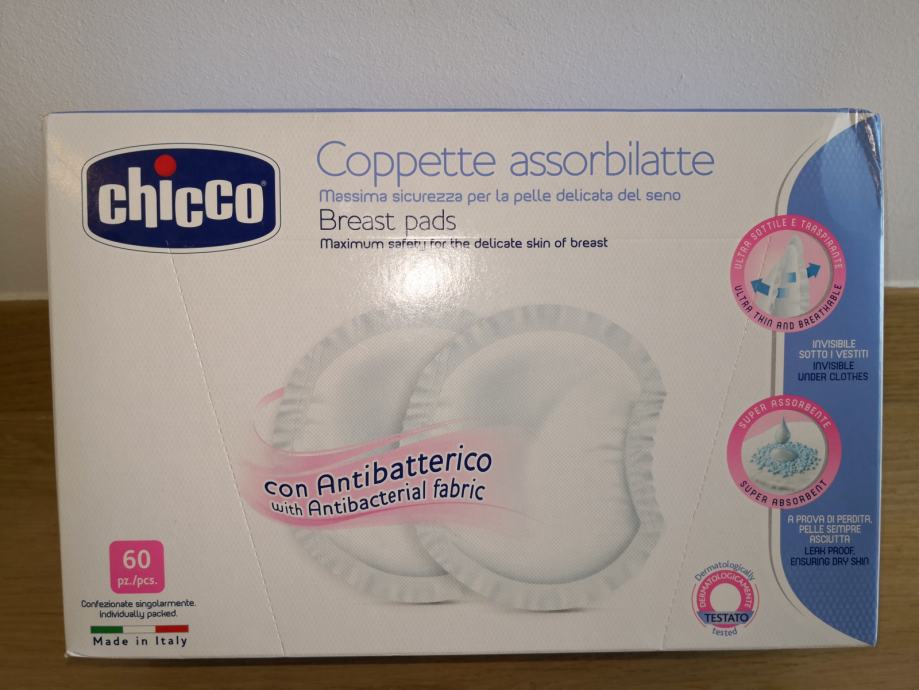 chicco
Coppette assorbilatte
Massima sicurezza per la pelle delicata del seno
Breast pads
Maximum safety for the delicate skin of breast
ULTRA SOTTILE E TRASPIRANTE
ULTRA THIN AND BREATHABLE
INVISIBILE
SOTTO I VESTITI
INVISIBLE
UNDER CLOTHES
SUPER ASSORBENTE
SUPER ABSORBENT
A PROVA DI PERDITA,
PELLE SEMPRE
ASCIUTTA
LEAK PROOF,
ENSURING DRY SKIN
con Antibatterico
with Antibacterial fabric
60
pz./pcs.
Confezionate singolarmente.
Individually packed.
Made in Italy
Dermatologically
DERMATOLOGICAMENTE
TESTATO
tested